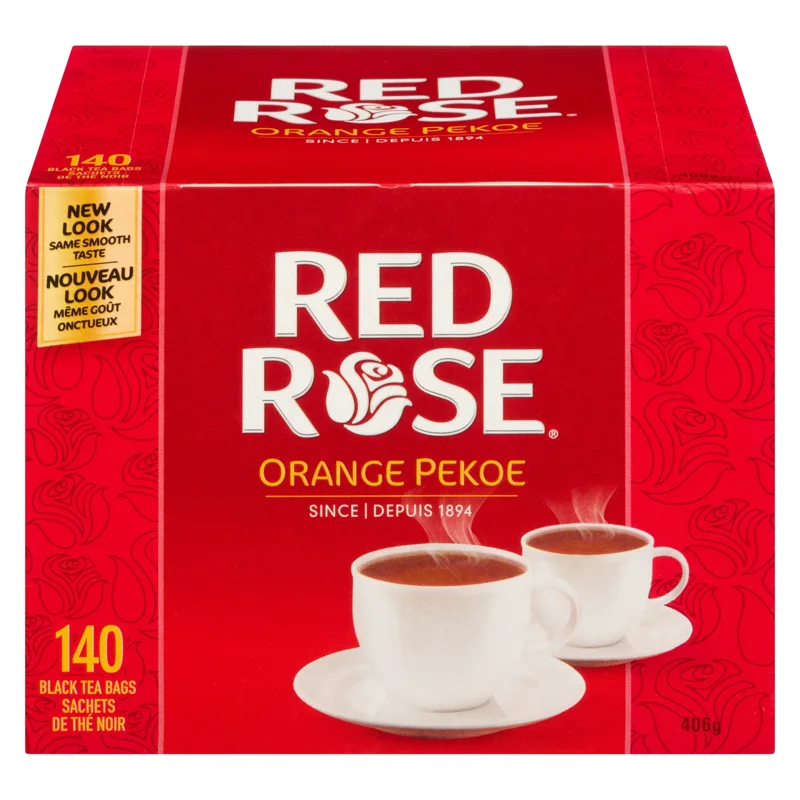 RED
ROSE®
ORANGE PEKOE
SINCE | DEPUIS 1894
140
BLACK TEA BAGS
SACHETS
DE THÉ NOIR
406g
NEW
LOOK
SAME SMOOTH
TASTE
NOUVEAU
LOOK
MÊME GOÛT
ONCTUEUX
RED
ROSE®
ORANGE PEKOE
SINCE | DEPUIS 1894
140
BLACK TEA BAGS
SACHETS
DE THÉ NOIR
406g